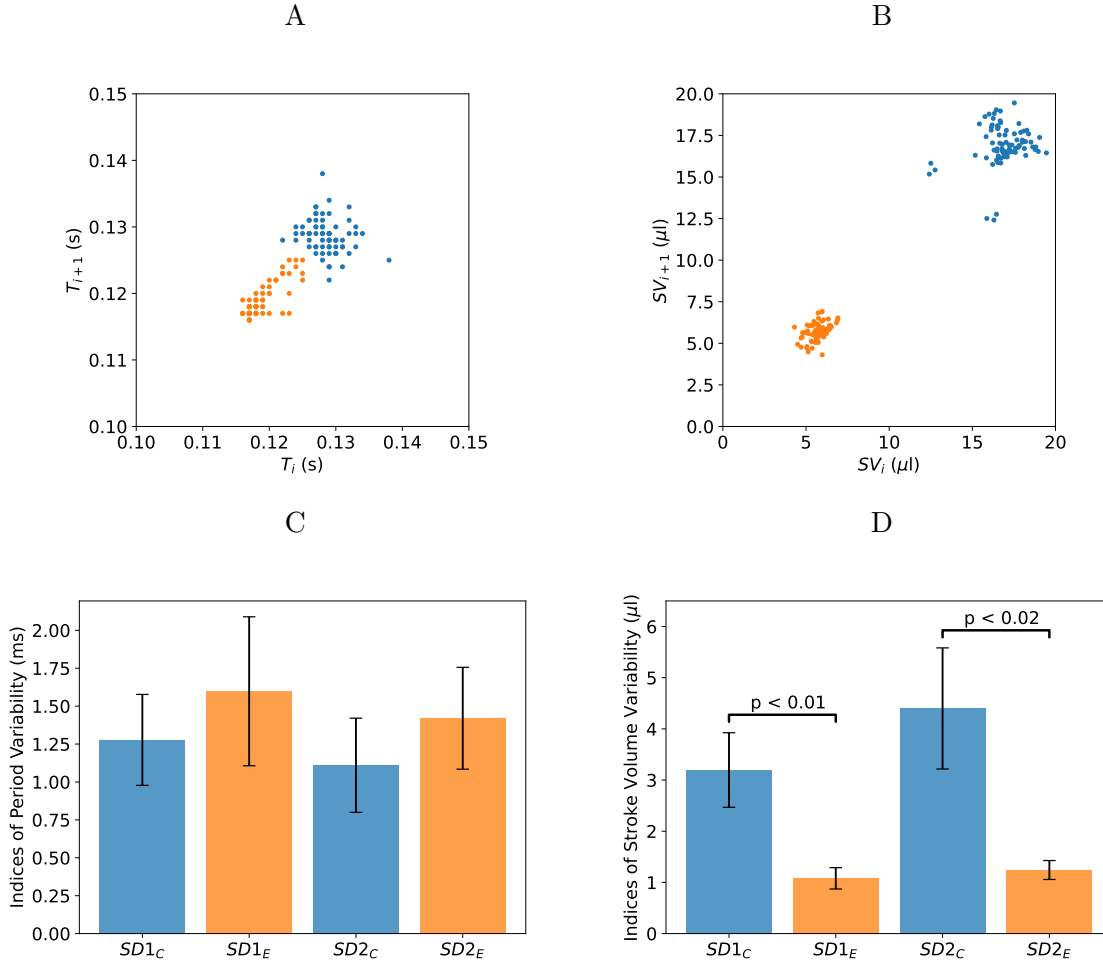 A
B
0.15
0.14
0.13
0.12
0.11
0.10
T_{i+1} (s)
0.10 0.11 0.12 0.13 0.14 0.15
T_i (s)
20.0
17.5
15.0
12.5
10.0
7.5
5.0
2.5
0.0
SV_{i+1} (μl)
0 5 10 15 20
SV_i (μl)
C
D
2.00
1.75
1.50
1.25
1.00
0.75
0.50
0.25
0.00
Indices of Period Variability (ms)
SD1_C SD1_E SD2_C SD2_E
6
5
4
3
2
1
0
Indices of Stroke Volume Variability (μl)
p < 0.02
p < 0.01
SD1_C SD1_E SD2_C SD2_E